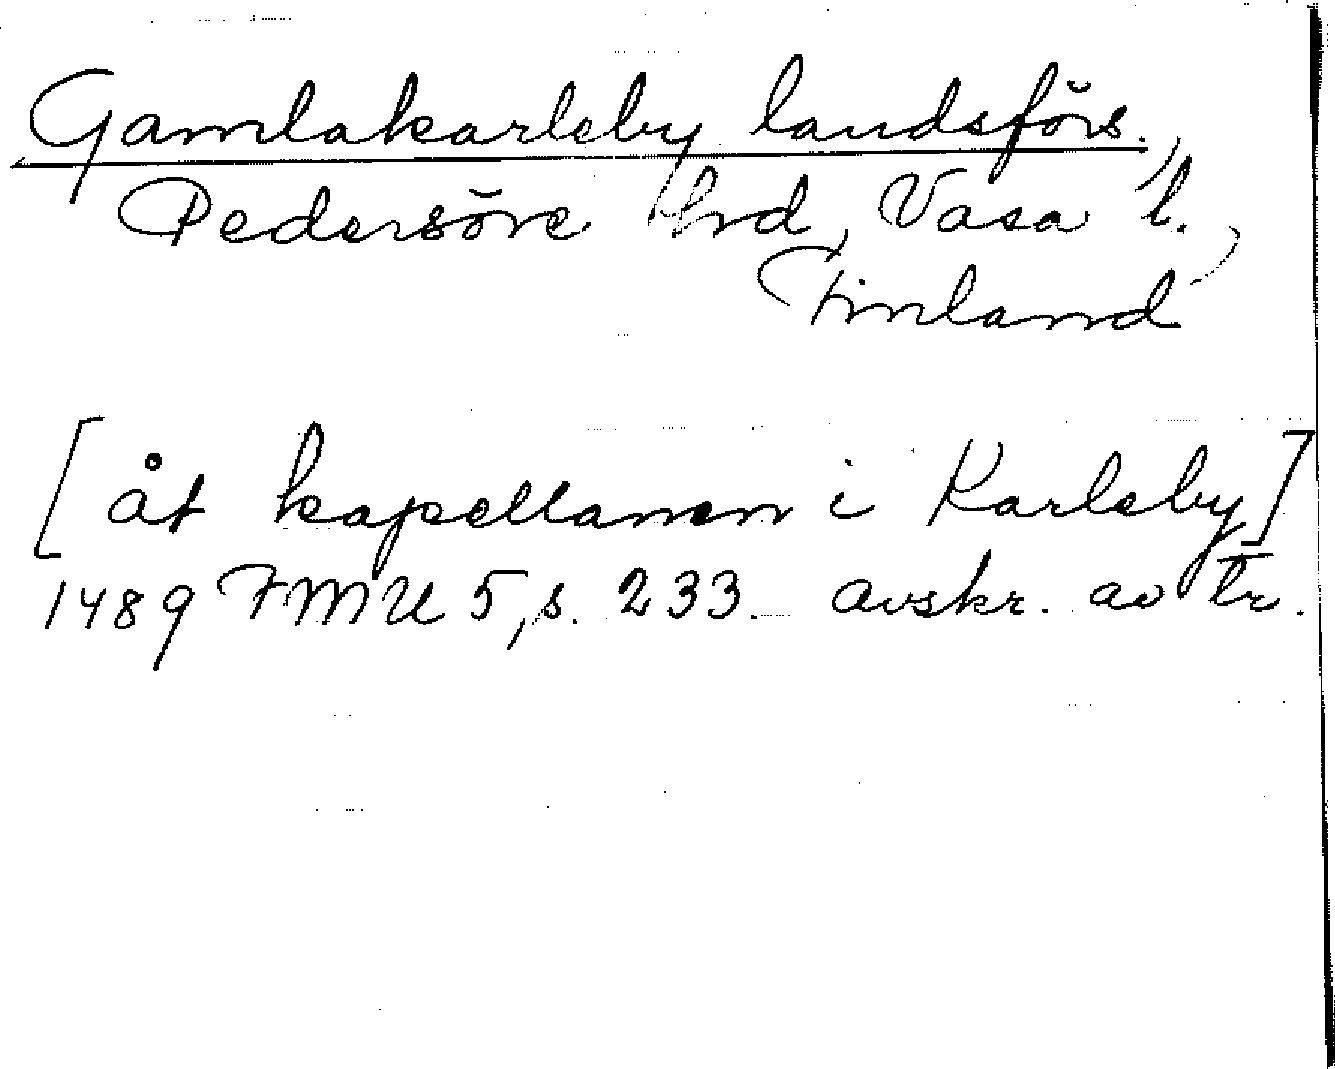 Gamlakarleby landsförs.,
Pedersöre hrd, Vasa l.,
Finland
[åt kapellanen i Karleby]
1489 FMU 5, s. 233. avskr. av tr.